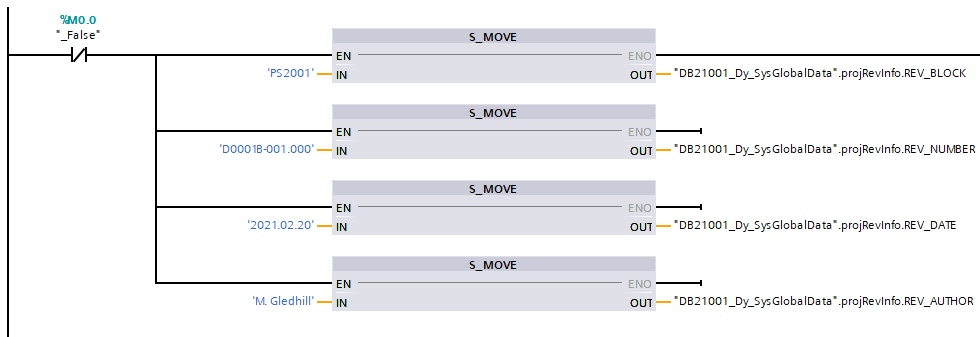 %M0.0
"_False"
S_MOVE
EN ENO
'PS2001' IN OUT "DB21001_Dy_SysGlobalData".projRevInfo.REV_BLOCK
S_MOVE
EN ENO
'D0001B-001.000' IN OUT "DB21001_Dy_SysGlobalData".projRevInfo.REV_NUMBER
S_MOVE
EN ENO
'2021.02.20' IN OUT "DB21001_Dy_SysGlobalData".projRevInfo.REV_DATE
S_MOVE
EN ENO
'M. Gledhill' IN OUT "DB21001_Dy_SysGlobalData".projRevInfo.REV_AUTHOR